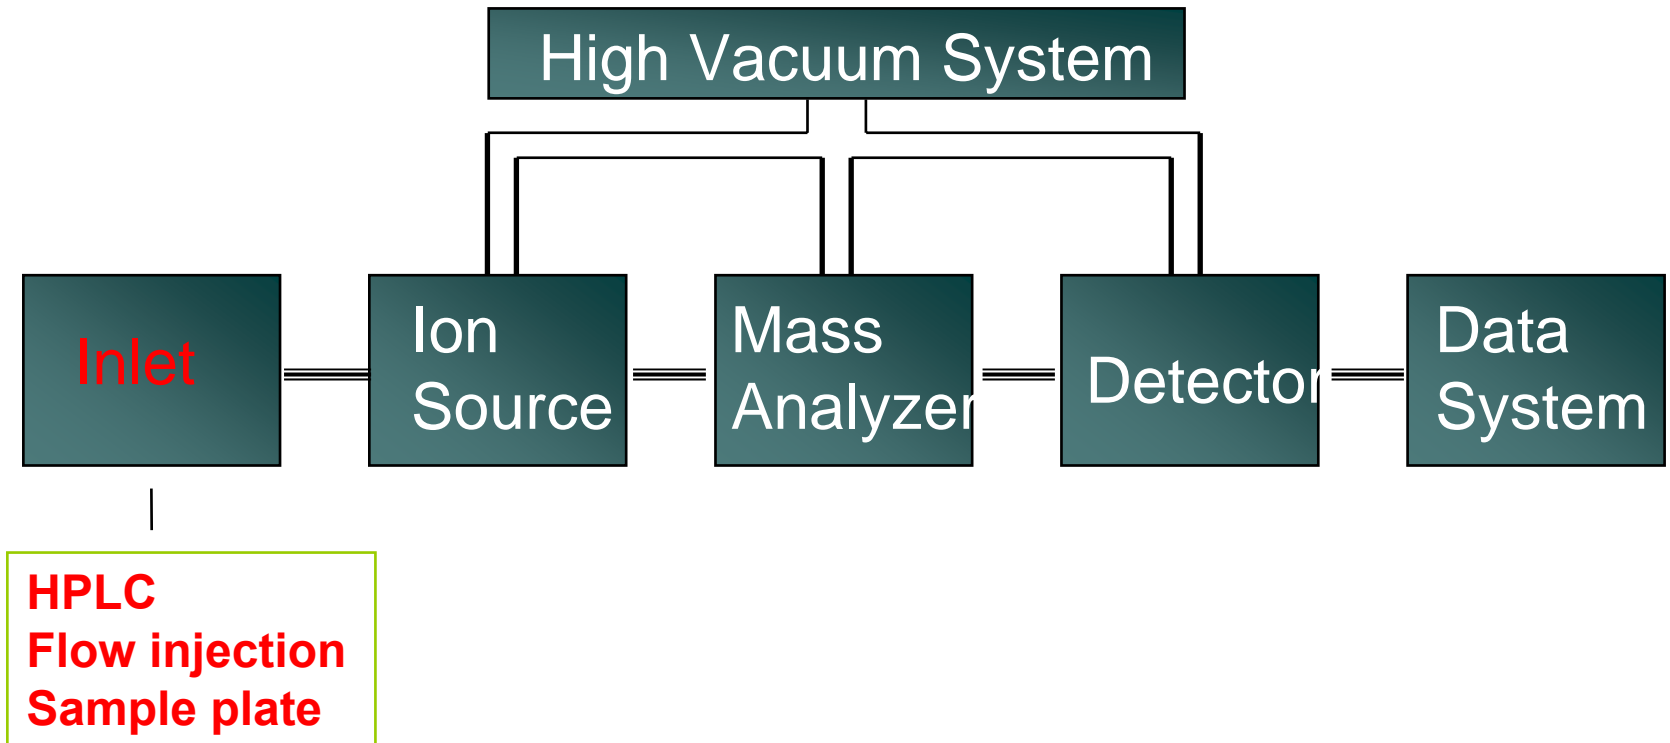 High Vacuum System
Inlet
Ion
Source
Mass
Analyzer
Detector
Data
System
HPLC
Flow injection
Sample plate